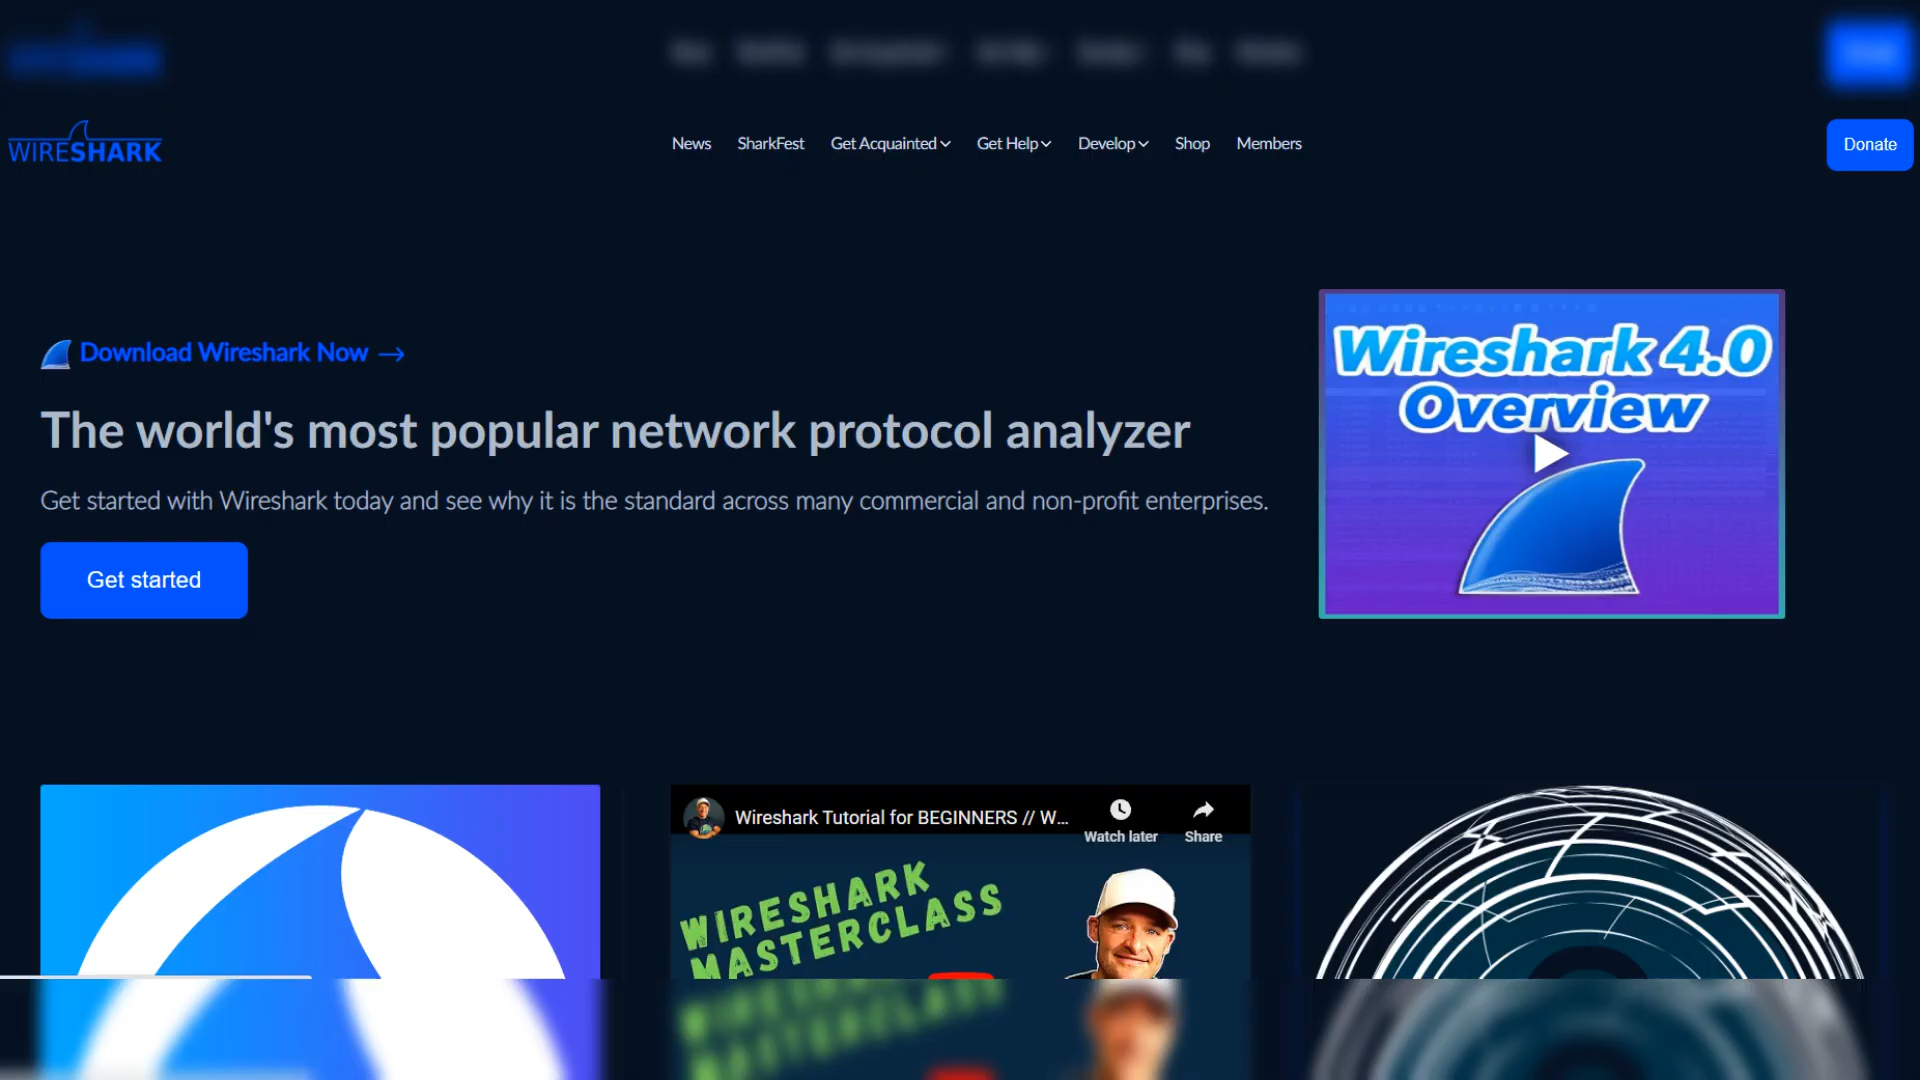 WIRESHARK
News SharkFest Get Acquainted Get Help Develop Shop Members
Donate
Download Wireshark Now →
The world's most popular network protocol analyzer
Get started with Wireshark today and see why it is the standard across many commercial and non-profit enterprises.
Get started
Wireshark 4.0
Overview
Wireshark Tutorial for BEGINNERS // W...
Watch later
Share
WIRESHARK
MASTERCLASS